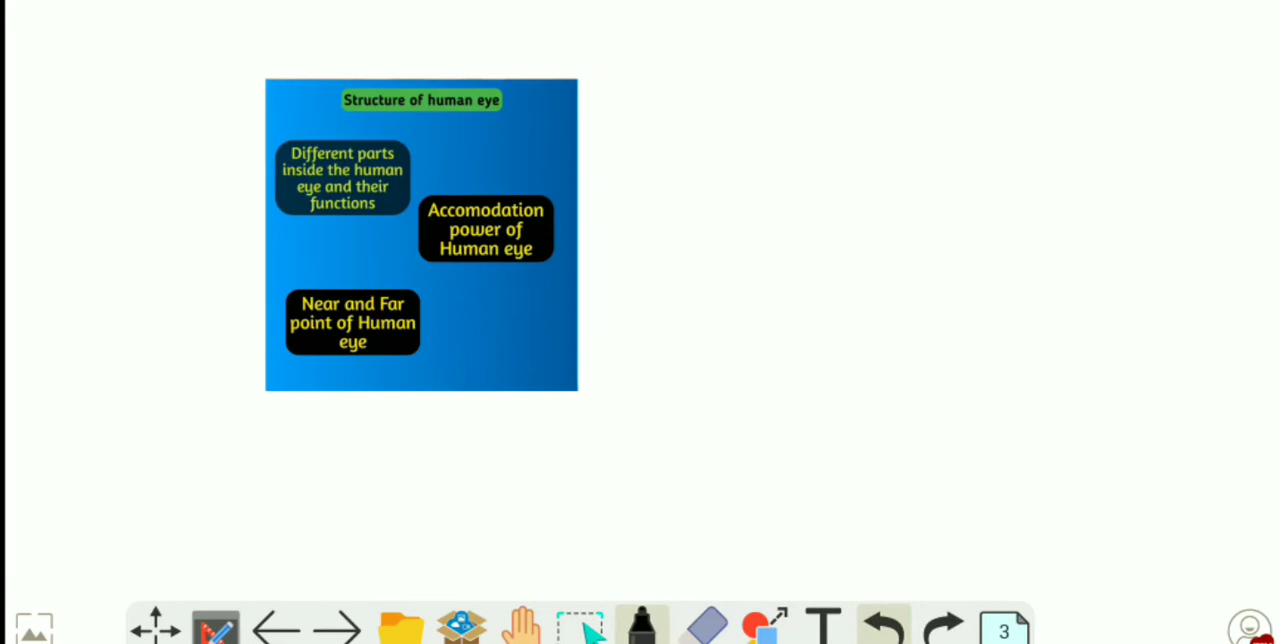 Structure of human eye
Different parts
inside the human
eye and their
functions
Accomodation
power of
Human eye
Near and Far
point of Human
eye
T
3